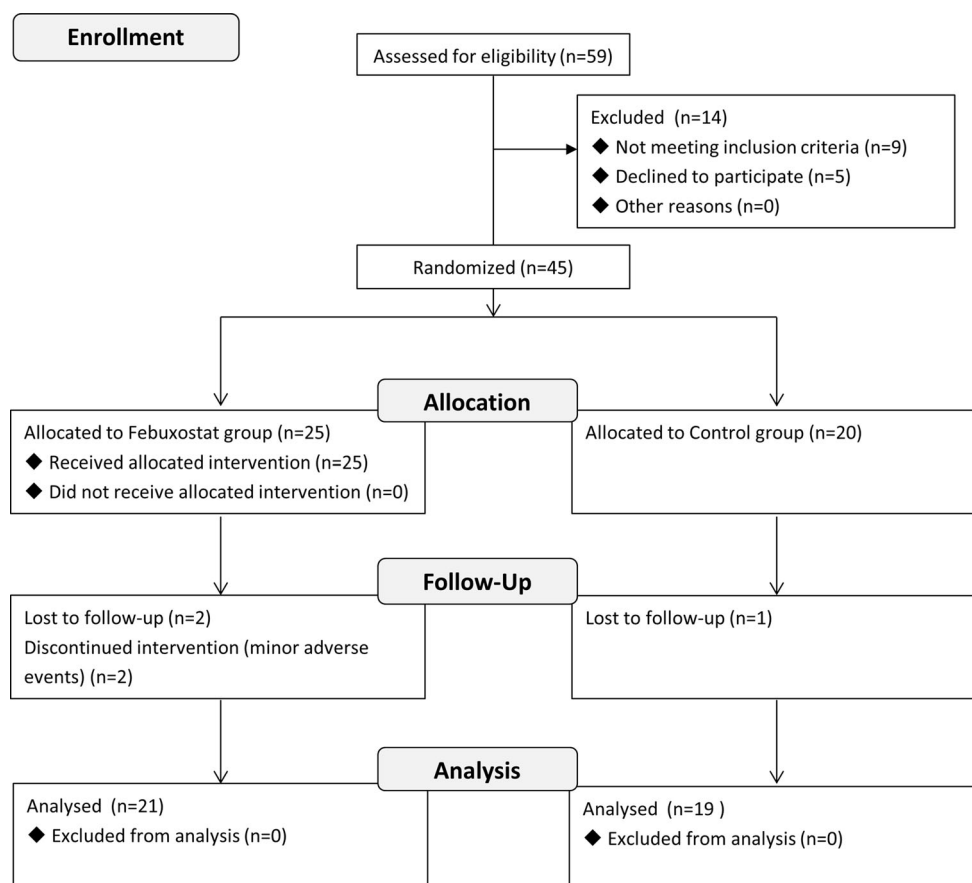 Enrollment
Assessed for eligibility (n=59)
Excluded (n=14)
◆ Not meeting inclusion criteria (n=9)
◆ Declined to participate (n=5)
◆ Other reasons (n=0)
Randomized (n=45)
Allocation
Allocated to Febuxostat group (n=25)
◆ Received allocated intervention (n=25)
◆ Did not receive allocated intervention (n=0)
Allocated to Control group (n=20)
Follow-Up
Lost to follow-up (n=2)
Discontinued intervention (minor adverse
events) (n=2)
Lost to follow-up (n=1)
Analysis
Analysed (n=21)
◆ Excluded from analysis (n=0)
Analysed (n=19 )
◆ Excluded from analysis (n=0)